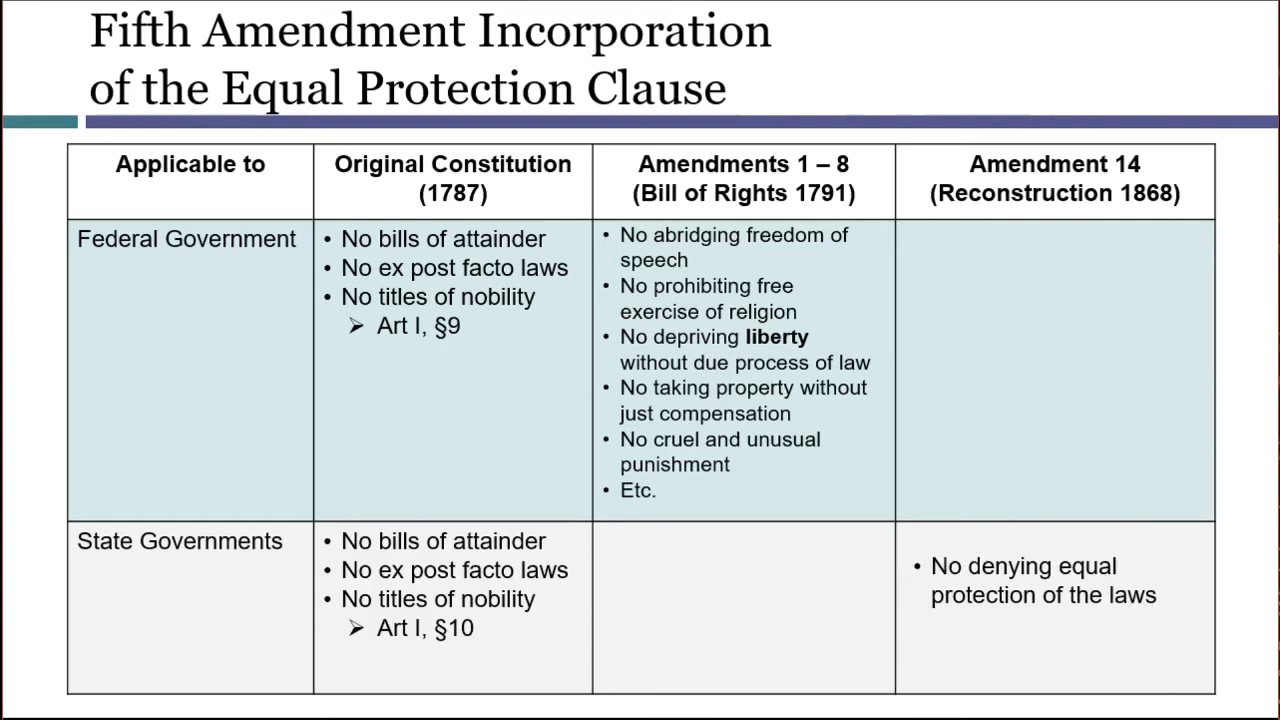 Fifth Amendment Incorporation
of the Equal Protection Clause
Applicable to
Original Constitution
(1787)
Amendments 1 – 8
(Bill of Rights 1791)
Amendment 14
(Reconstruction 1868)
Federal Government
• No bills of attainder
• No ex post facto laws
• No titles of nobility
➢ Art I, §9
• No abridging freedom of
speech
• No prohibiting free
exercise of religion
• No depriving liberty
without due process of law
• No taking property without
just compensation
• No cruel and unusual
punishment
• Etc.
State Governments
• No bills of attainder
• No ex post facto laws
• No titles of nobility
➢ Art I, §10
• No denying equal
protection of the laws